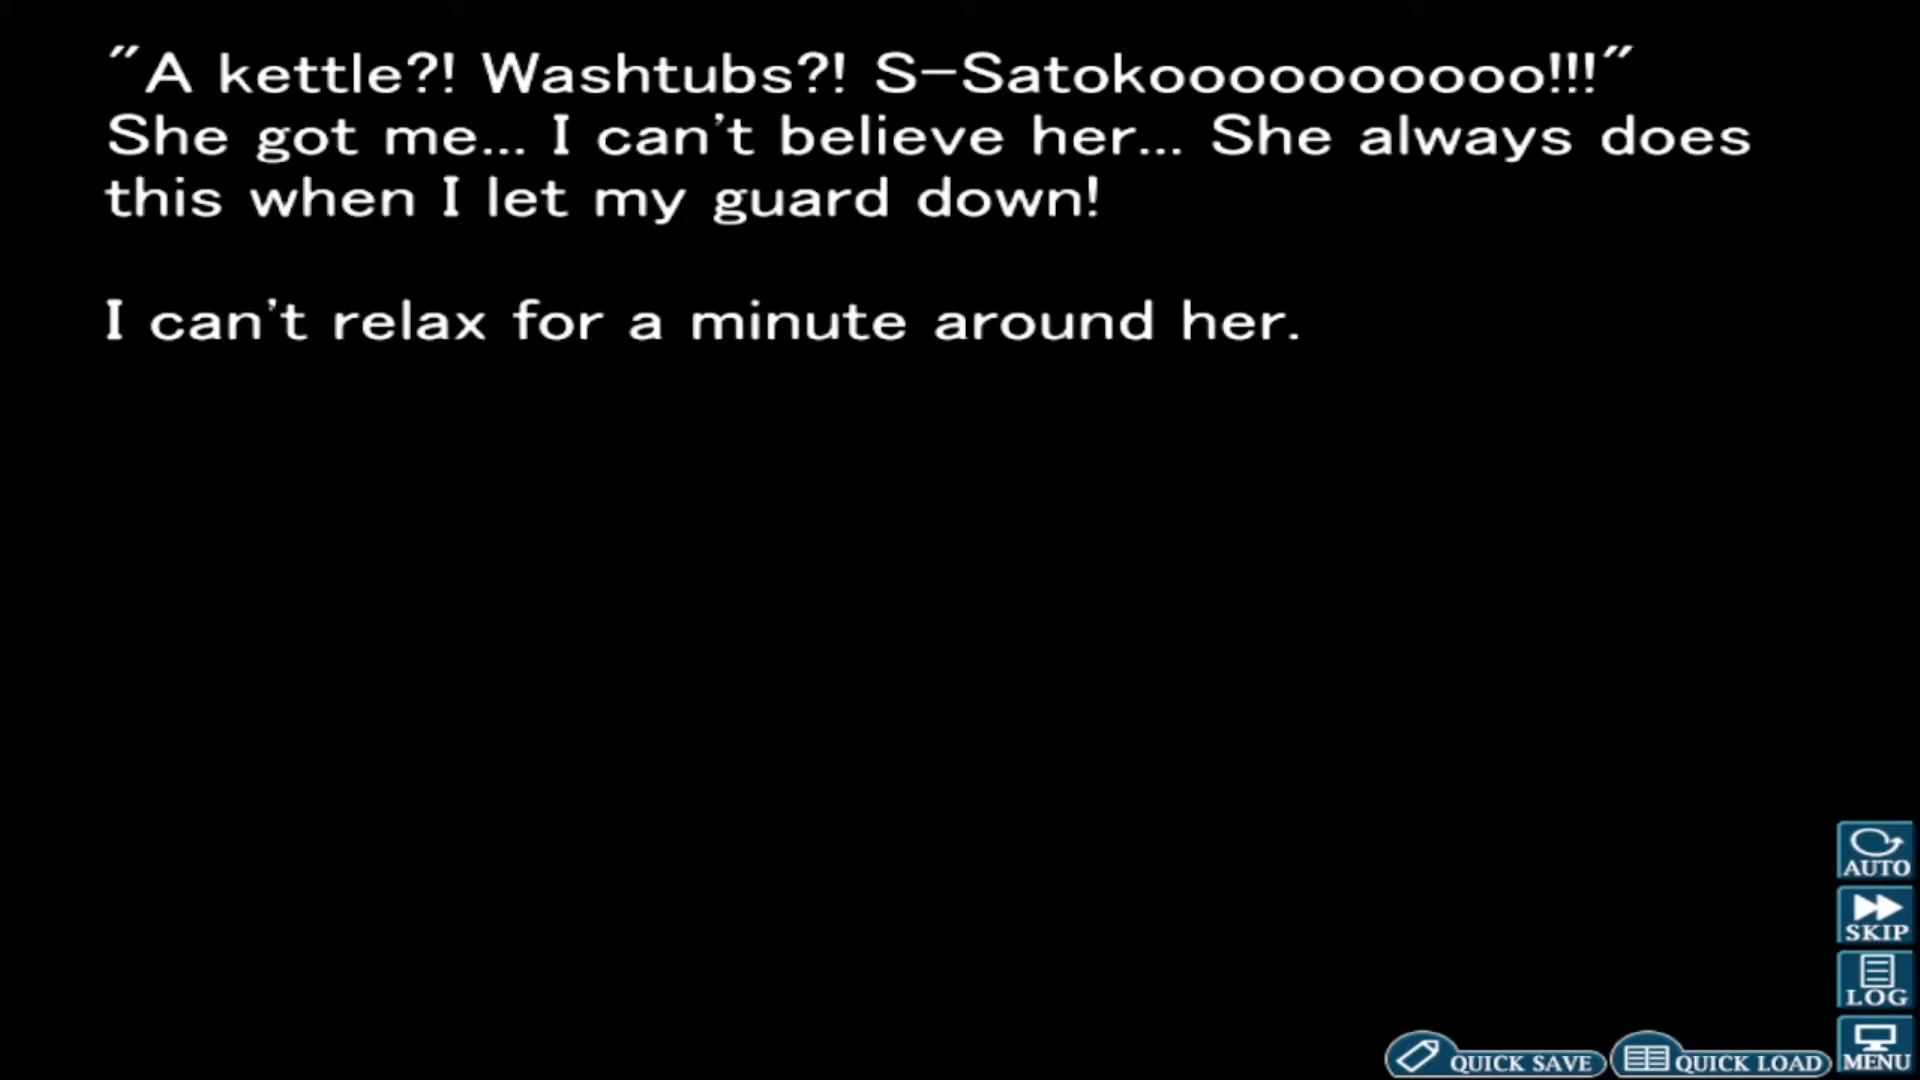 "A kettle?! Washtubs?! S-Satokooooooooooo!!!"
She got me... I can't believe her... She always does
this when I let my guard down!
I can't relax for a minute around her.
AUTO
SKIP
LOG
QUICK SAVE
QUICK LOAD
MENU